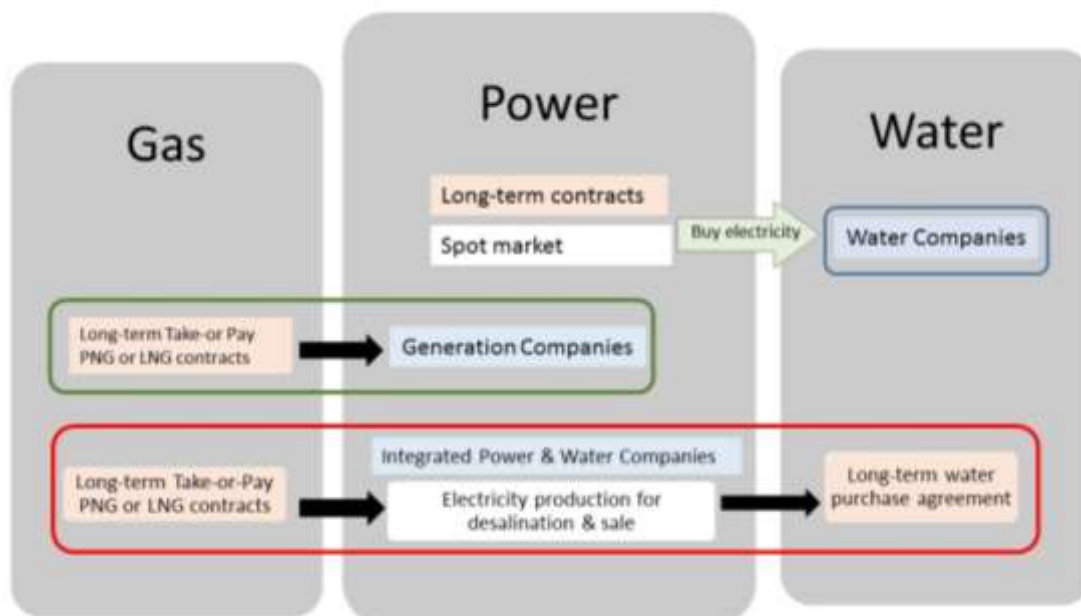 Gas
Power
Water
Long-term contracts
Spot market
Buy electricity
Water Companies
Long-term Take-or Pay
PNG or LNG contracts
Generation Companies
Integrated Power & Water Companies
Long-term Take-or-Pay
PNG or LNG contracts
Electricity production for
desalination & sale
Long-term water
purchase agreement